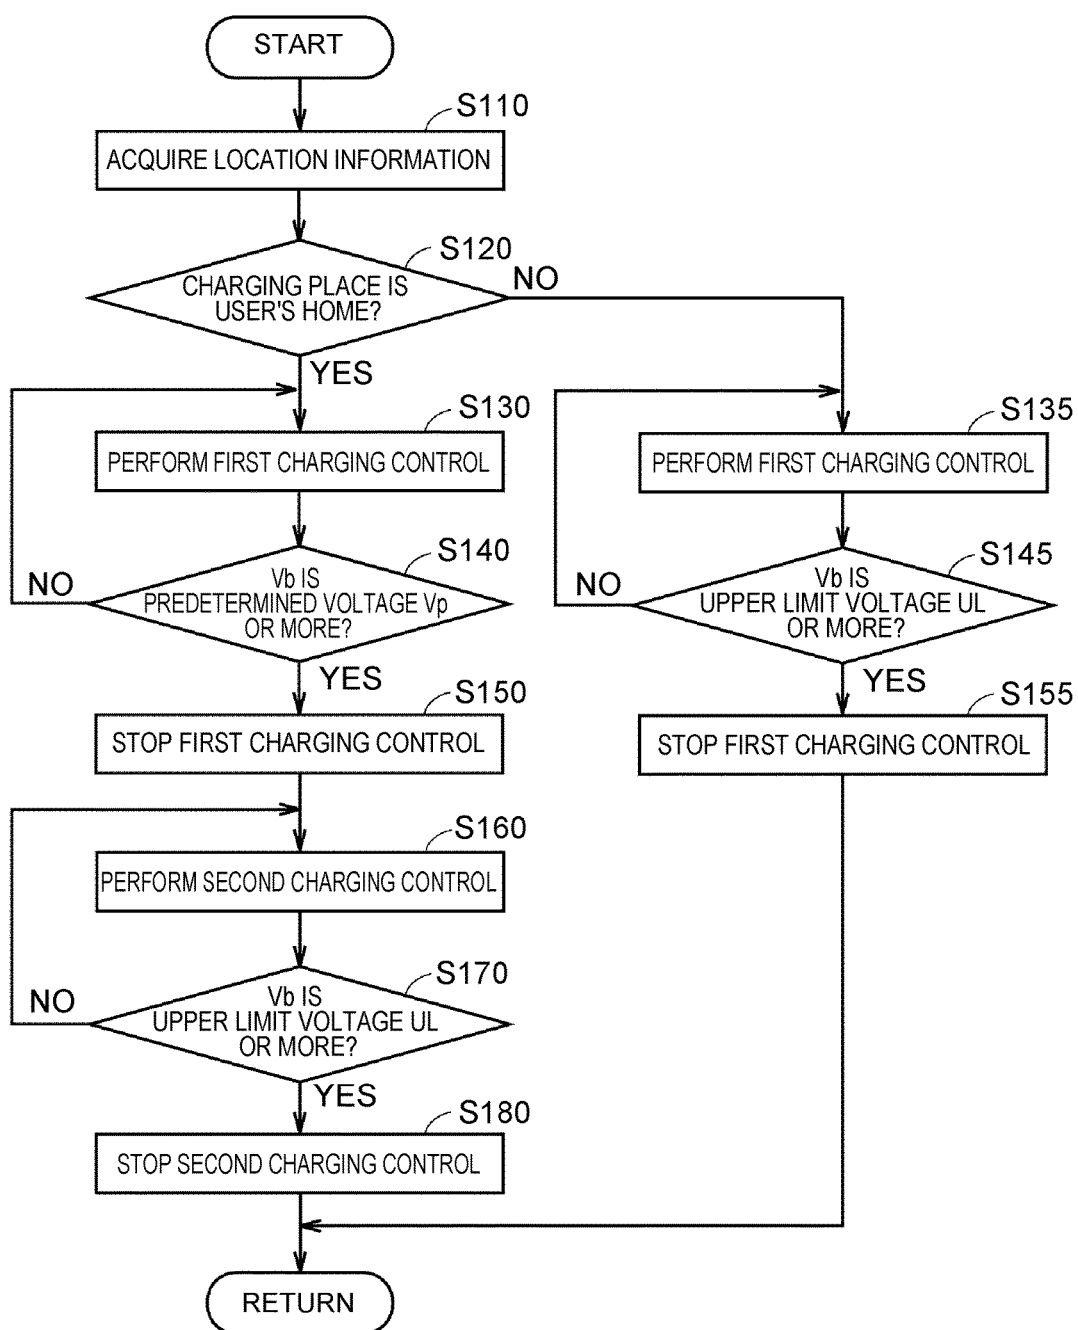 START
S110
ACQUIRE LOCATION INFORMATION
S120
CHARGING PLACE IS
USER'S HOME?
NO
YES
S130
PERFORM FIRST CHARGING CONTROL
S140
Vb IS
PREDETERMINED VOLTAGE Vp
OR MORE?
NO
YES
S150
STOP FIRST CHARGING CONTROL
S160
PERFORM SECOND CHARGING CONTROL
S170
Vb IS
UPPER LIMIT VOLTAGE UL
OR MORE?
NO
YES
S180
STOP SECOND CHARGING CONTROL
S135
PERFORM FIRST CHARGING CONTROL
S145
Vb IS
UPPER LIMIT VOLTAGE UL
OR MORE?
NO
YES
S155
STOP FIRST CHARGING CONTROL
RETURN